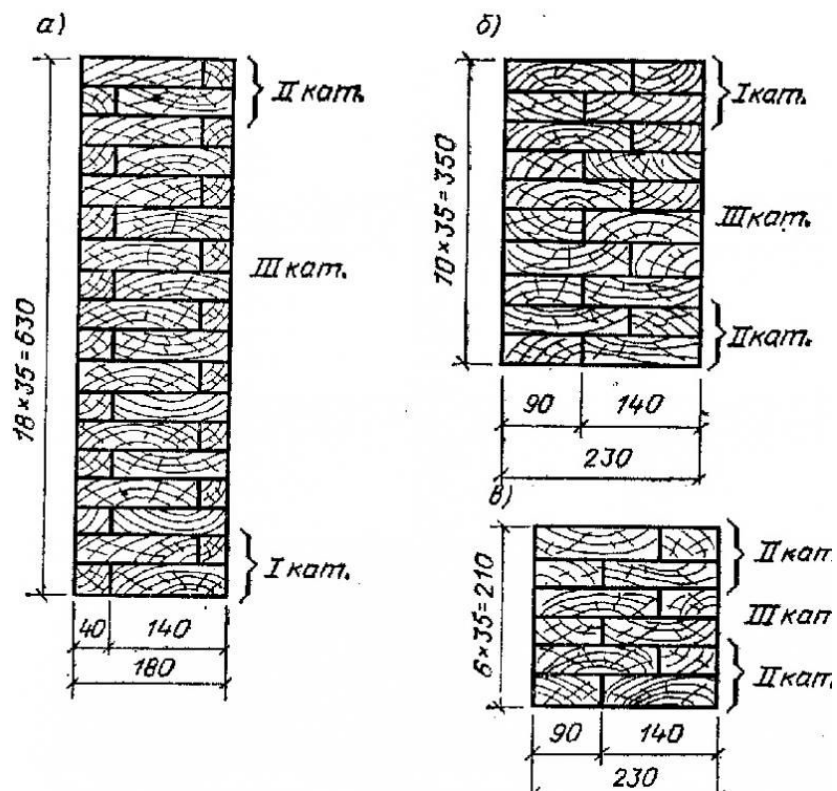 а)
II кат.
III кат.
18×35=630
I кат.
40
140
180
б)
I кат.
III кат.
10×35=350
II кат.
90
140
230
в)
II кат.
III кат
6×35=210
II кат.
90
140
230